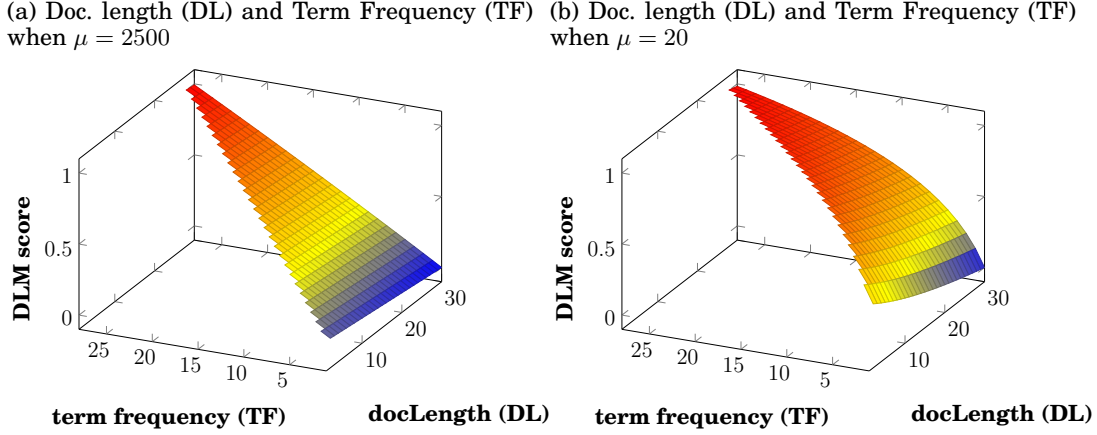 (a) Doc. length (DL) and Term Frequency (TF)
when μ = 2500
1
0.5
0
DLM score
25
20
15
10
5
10
20
30
term frequency (TF)
docLength (DL)
(b) Doc. length (DL) and Term Frequency (TF)
when μ = 20
1
0.5
0
DLM score
25
20
15
10
5
10
20
30
term frequency (TF)
docLength (DL)